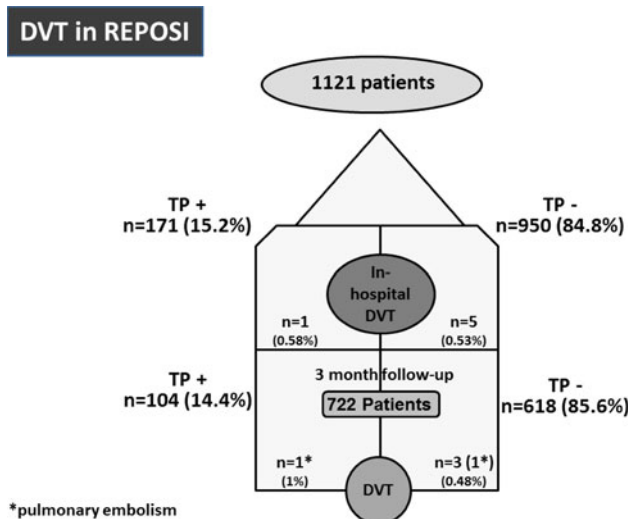 DVT in REPOSI
1121 patients
TP +
n=171 (15.2%)
TP -
n=950 (84.8%)
In-
hospital
DVT
n=1
(0.58%)
n=5
(0.53%)
3 month follow-up
TP +
n=104 (14.4%)
722 Patients
TP -
n=618 (85.6%)
n=1*
(1%)
n=3 (1*)
(0.48%)
DVT
*pulmonary embolism